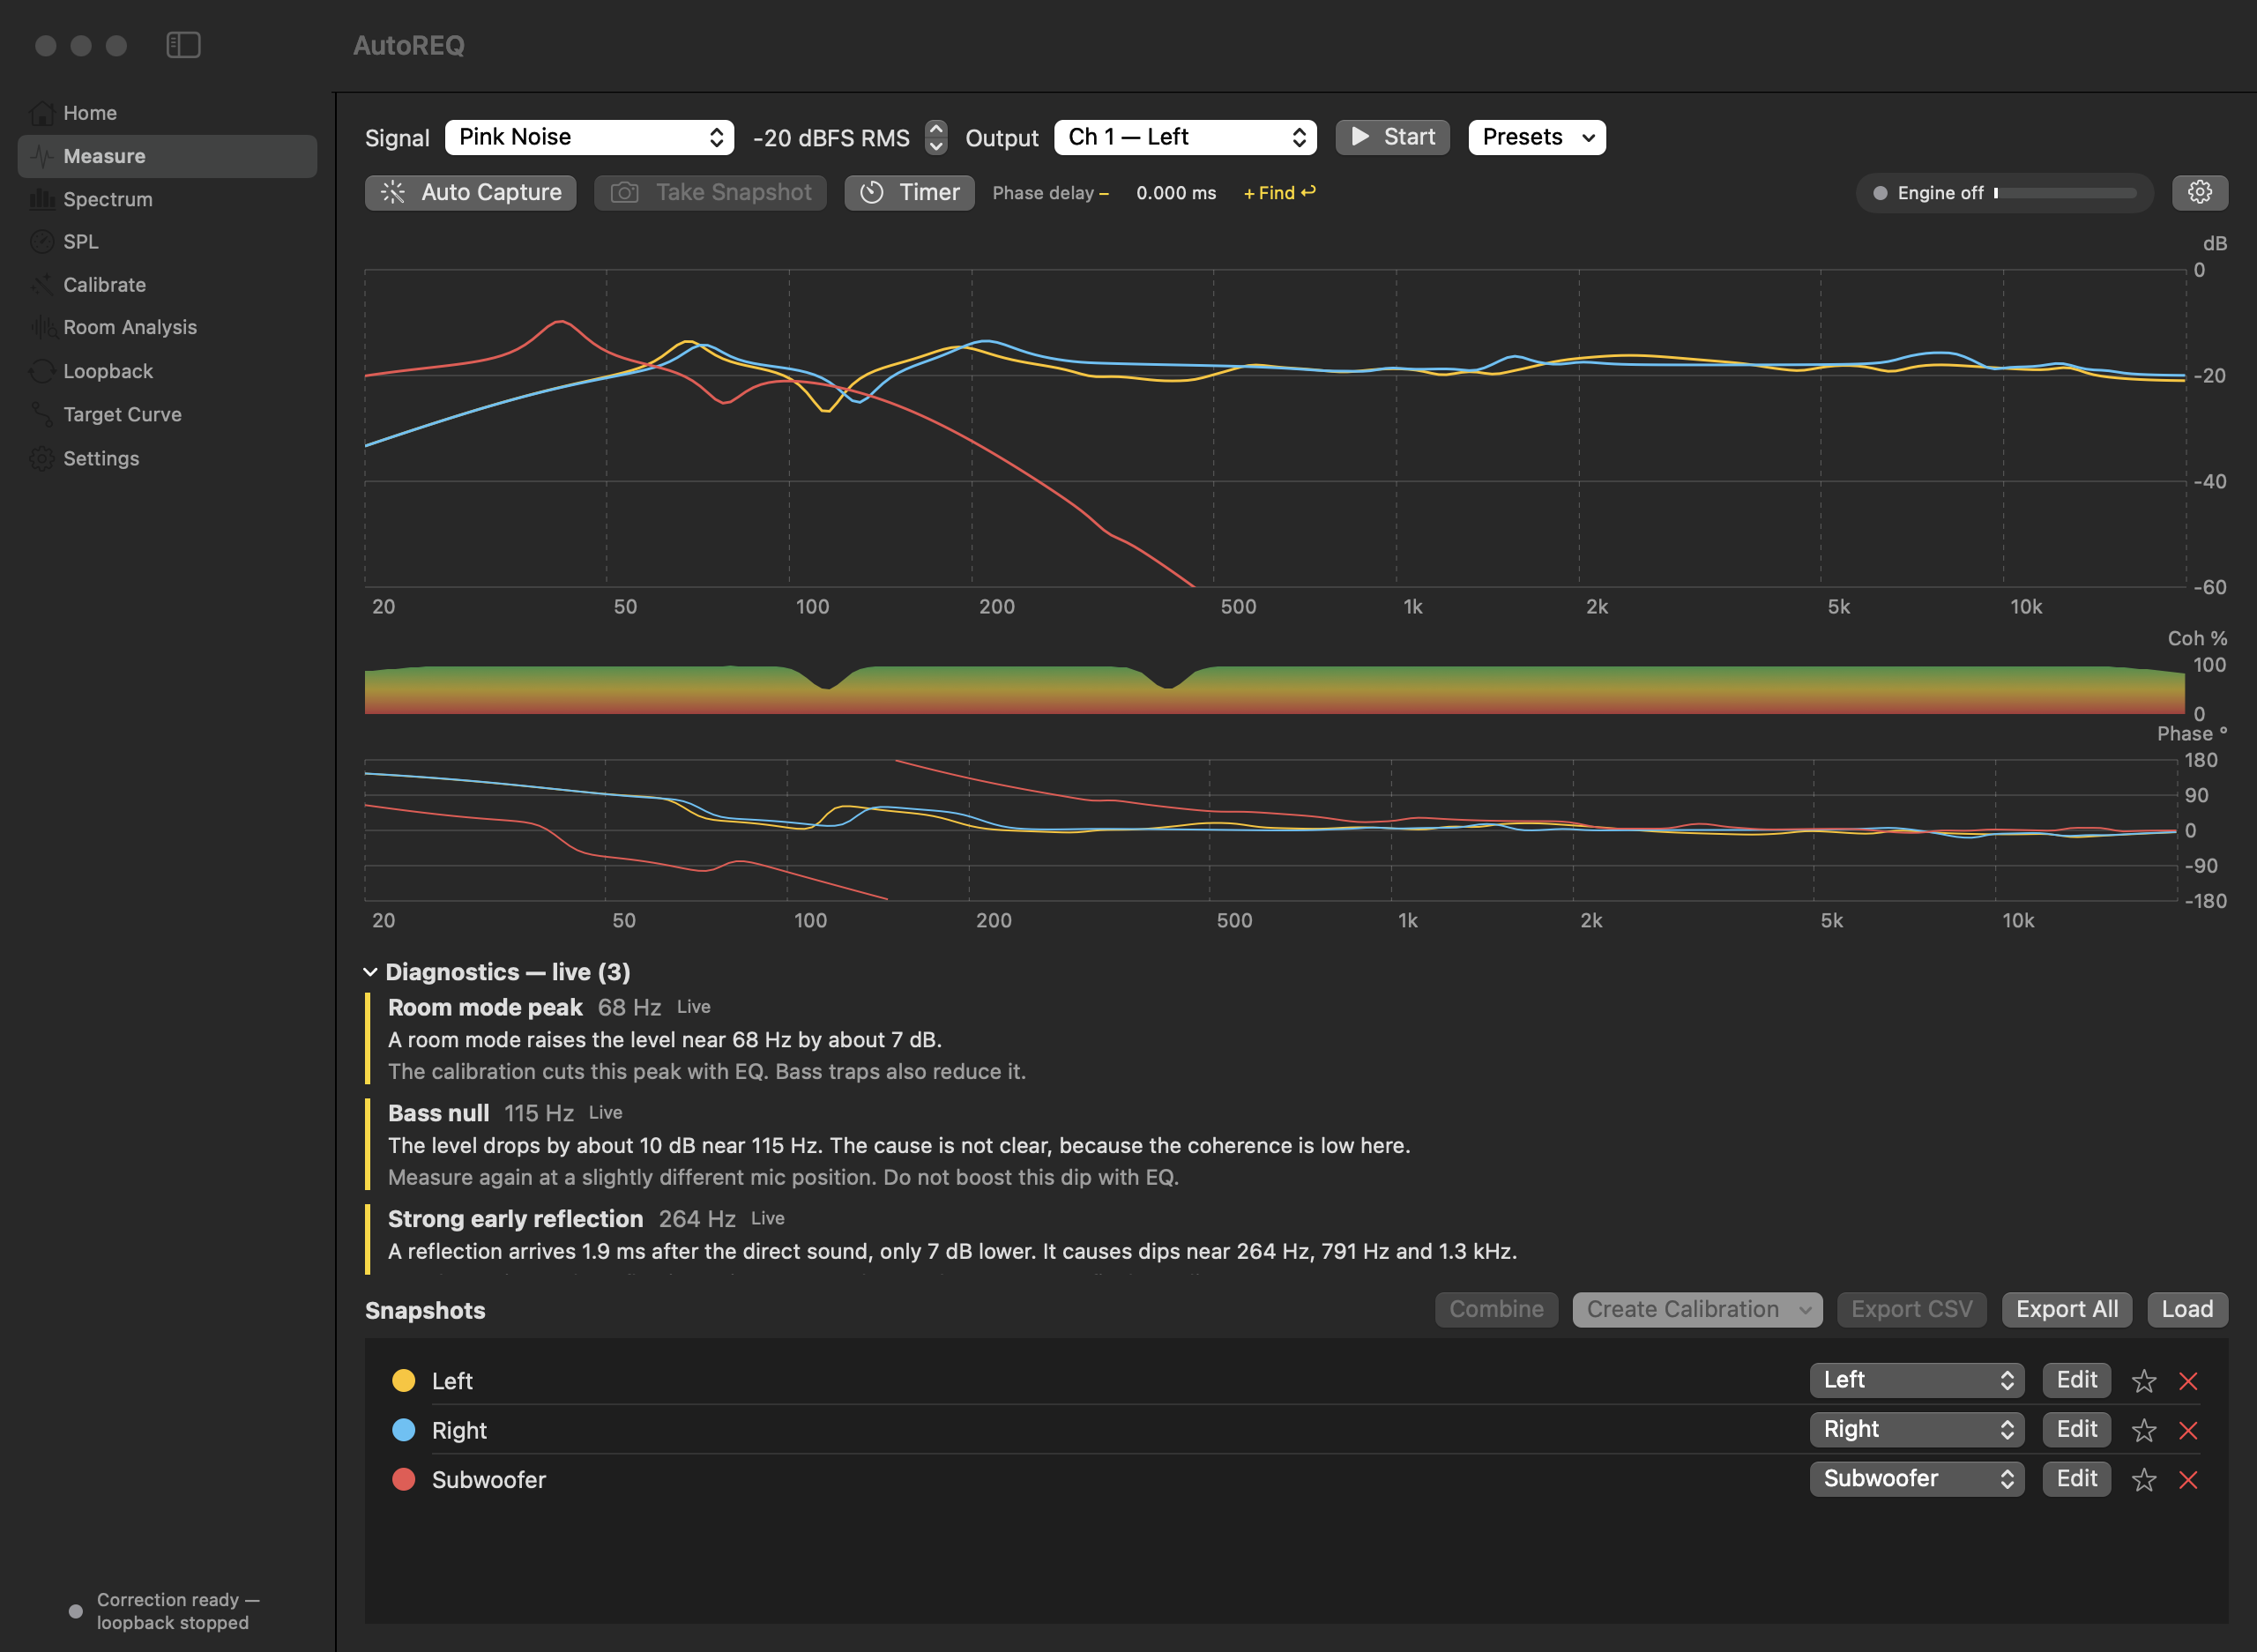 AutoREQ
Home
Measure
Spectrum
SPL
Calibrate
Room Analysis
Loopback
Target Curve
Settings
Correction ready —
loopback stopped
Signal Pink Noise -20 dBFS RMS Output Ch 1 — Left Start Presets
Auto Capture Take Snapshot Timer Phase delay – 0.000 ms + Find Engine off
dB
0
-20
-40
-60
20 50 100 200 500 1k 2k 5k 10k
Coh %
100
0
Phase °
180
90
0
-90
-180
20 50 100 200 500 1k 2k 5k 10k
Diagnostics — live (3)
Room mode peak 68 Hz Live
A room mode raises the level near 68 Hz by about 7 dB.
The calibration cuts this peak with EQ. Bass traps also reduce it.
Bass null 115 Hz Live
The level drops by about 10 dB near 115 Hz. The cause is not clear, because the coherence is low here.
Measure again at a slightly different mic position. Do not boost this dip with EQ.
Strong early reflection 264 Hz Live
A reflection arrives 1.9 ms after the direct sound, only 7 dB lower. It causes dips near 264 Hz, 791 Hz and 1.3 kHz.
Snapshots Combine Create Calibration Export CSV Export All Load
Left Left Edit
Right Right Edit
Subwoofer Subwoofer Edit